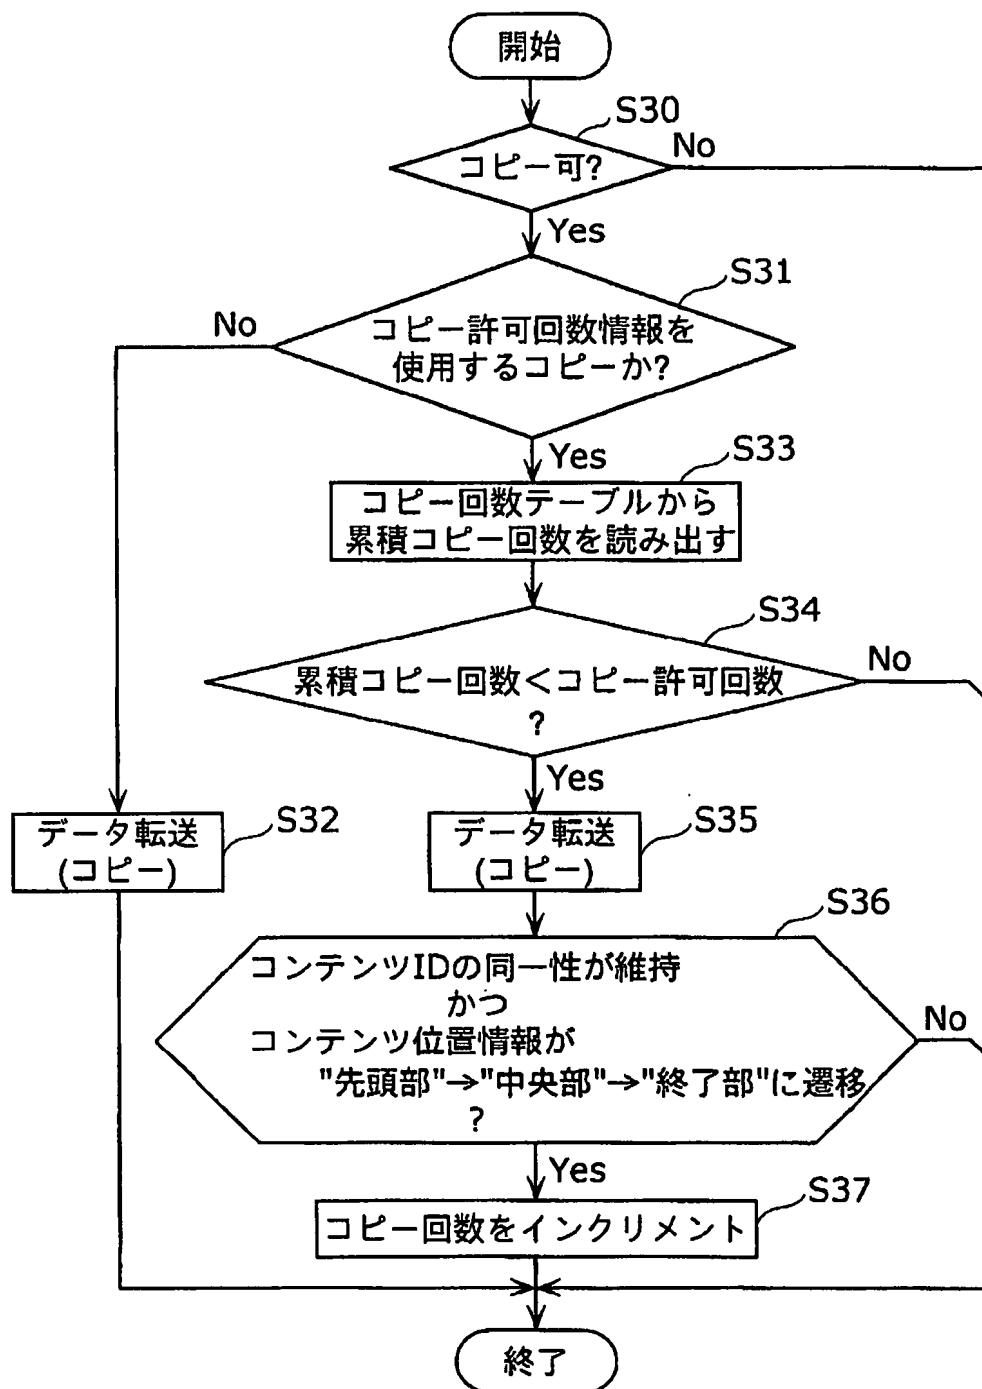 開始
S30
コピー可?
No
Yes
S31
コピー許可回数情報を
使用するコピーか?
No
Yes
S33
コピー回数テーブルから
累積コピー回数を読み出す
S34
累積コピー回数<コピー許可回数
?
No
Yes
S32
データ転送
(コピー)
S35
データ転送
(コピー)
S36
コンテンツIDの同一性が維持
かつ
コンテンツ位置情報が
"先頭部"→"中央部"→"終了部"に遷移
?
No
Yes
S37
コピー回数をインクリメント
終了